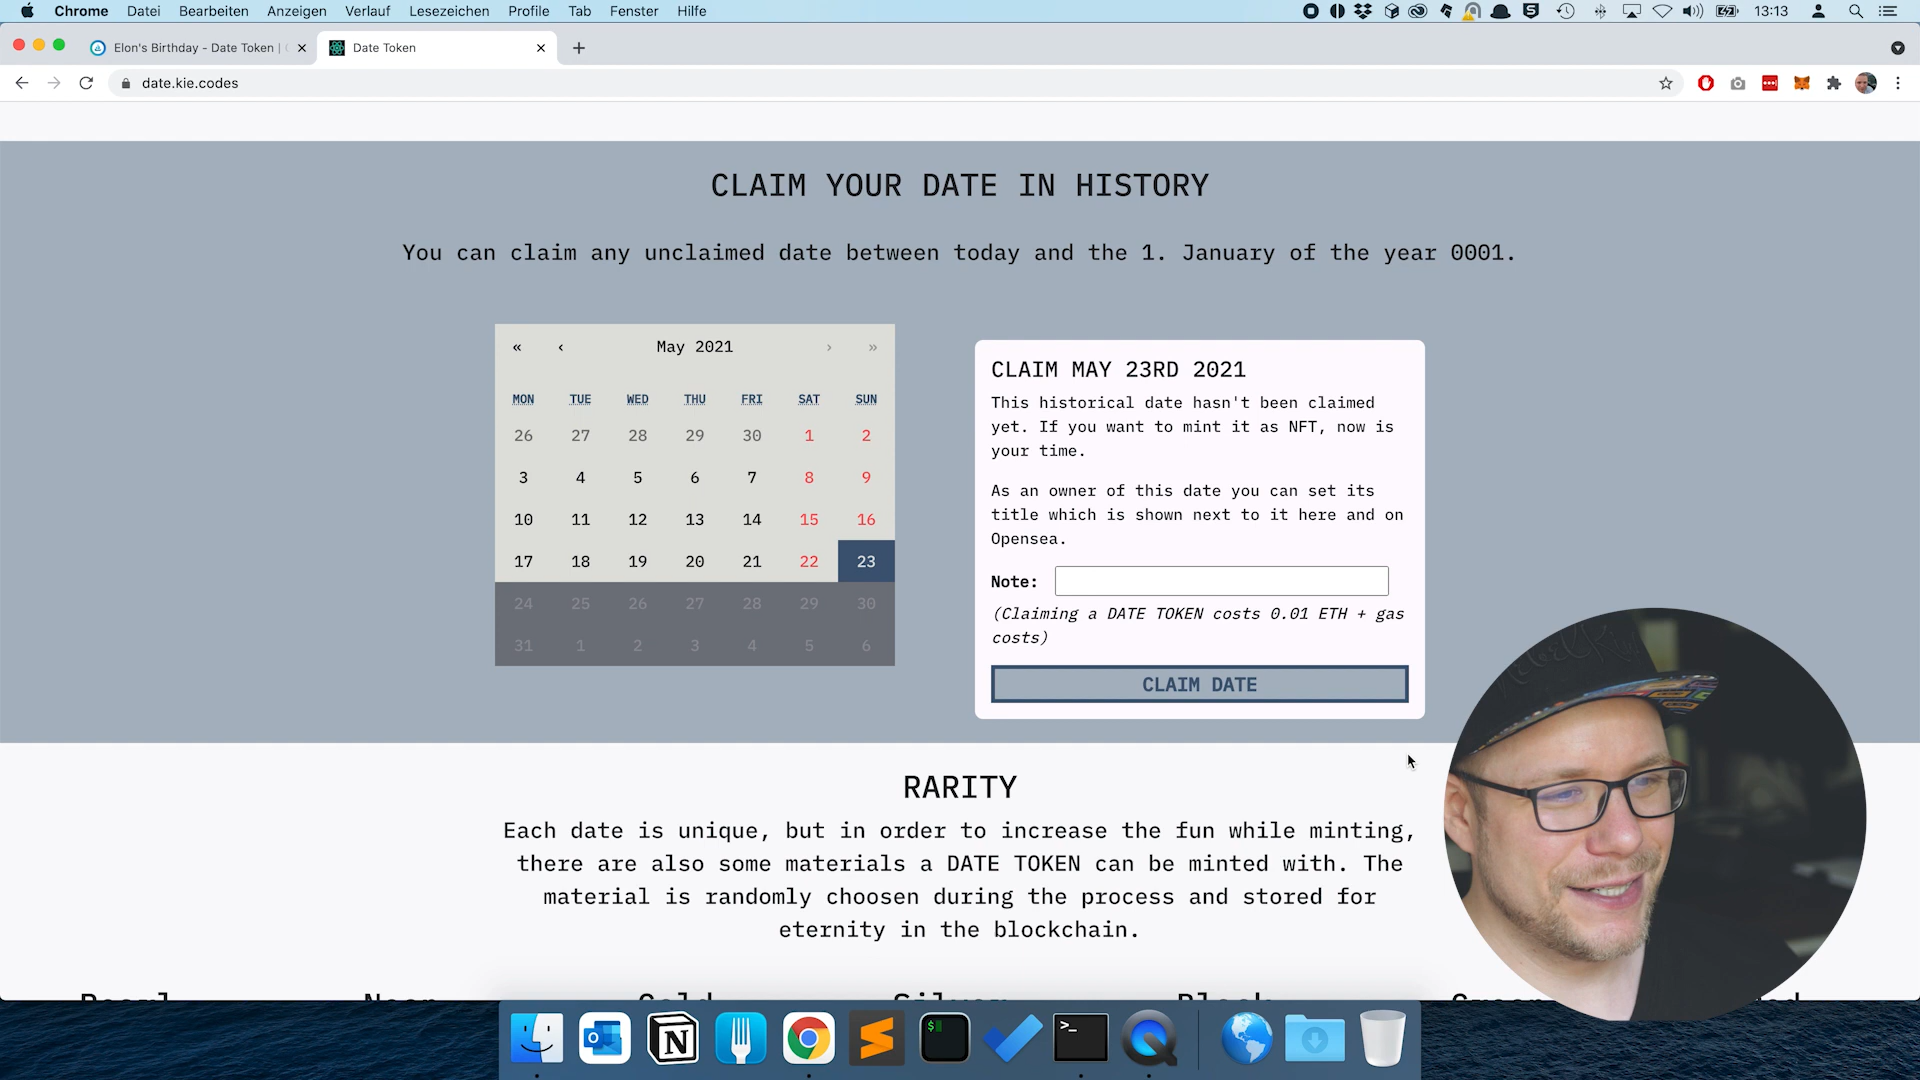 Chrome Datei Bearbeiten Anzeigen Verlauf Lesezeichen Profile Tab Fenster Hilfe 13:13
Elon's Birthday - Date Token |
Date Token
date.kie.codes
CLAIM YOUR DATE IN HISTORY
You can claim any unclaimed date between today and the 1. January of the year 0001.
« ‹ May 2021 › »
MON TUE WED THU FRI SAT SUN
26 27 28 29 30 1 2
3 4 5 6 7 8 9
10 11 12 13 14 15 16
17 18 19 20 21 22 23
24 25 26 27 28 29 30
31 1 2 3 4 5 6
CLAIM MAY 23RD 2021
This historical date hasn't been claimed
yet. If you want to mint it as NFT, now is
your time.
As an owner of this date you can set its
title which is shown next to it here and on
Opensea.
Note:
(Claiming a DATE TOKEN costs 0.01 ETH + gas
costs)
CLAIM DATE
RARITY
Each date is unique, but in order to increase the fun while minting,
there are also some materials a DATE TOKEN can be minted with. The
material is randomly choosen during the process and stored for
eternity in the blockchain.